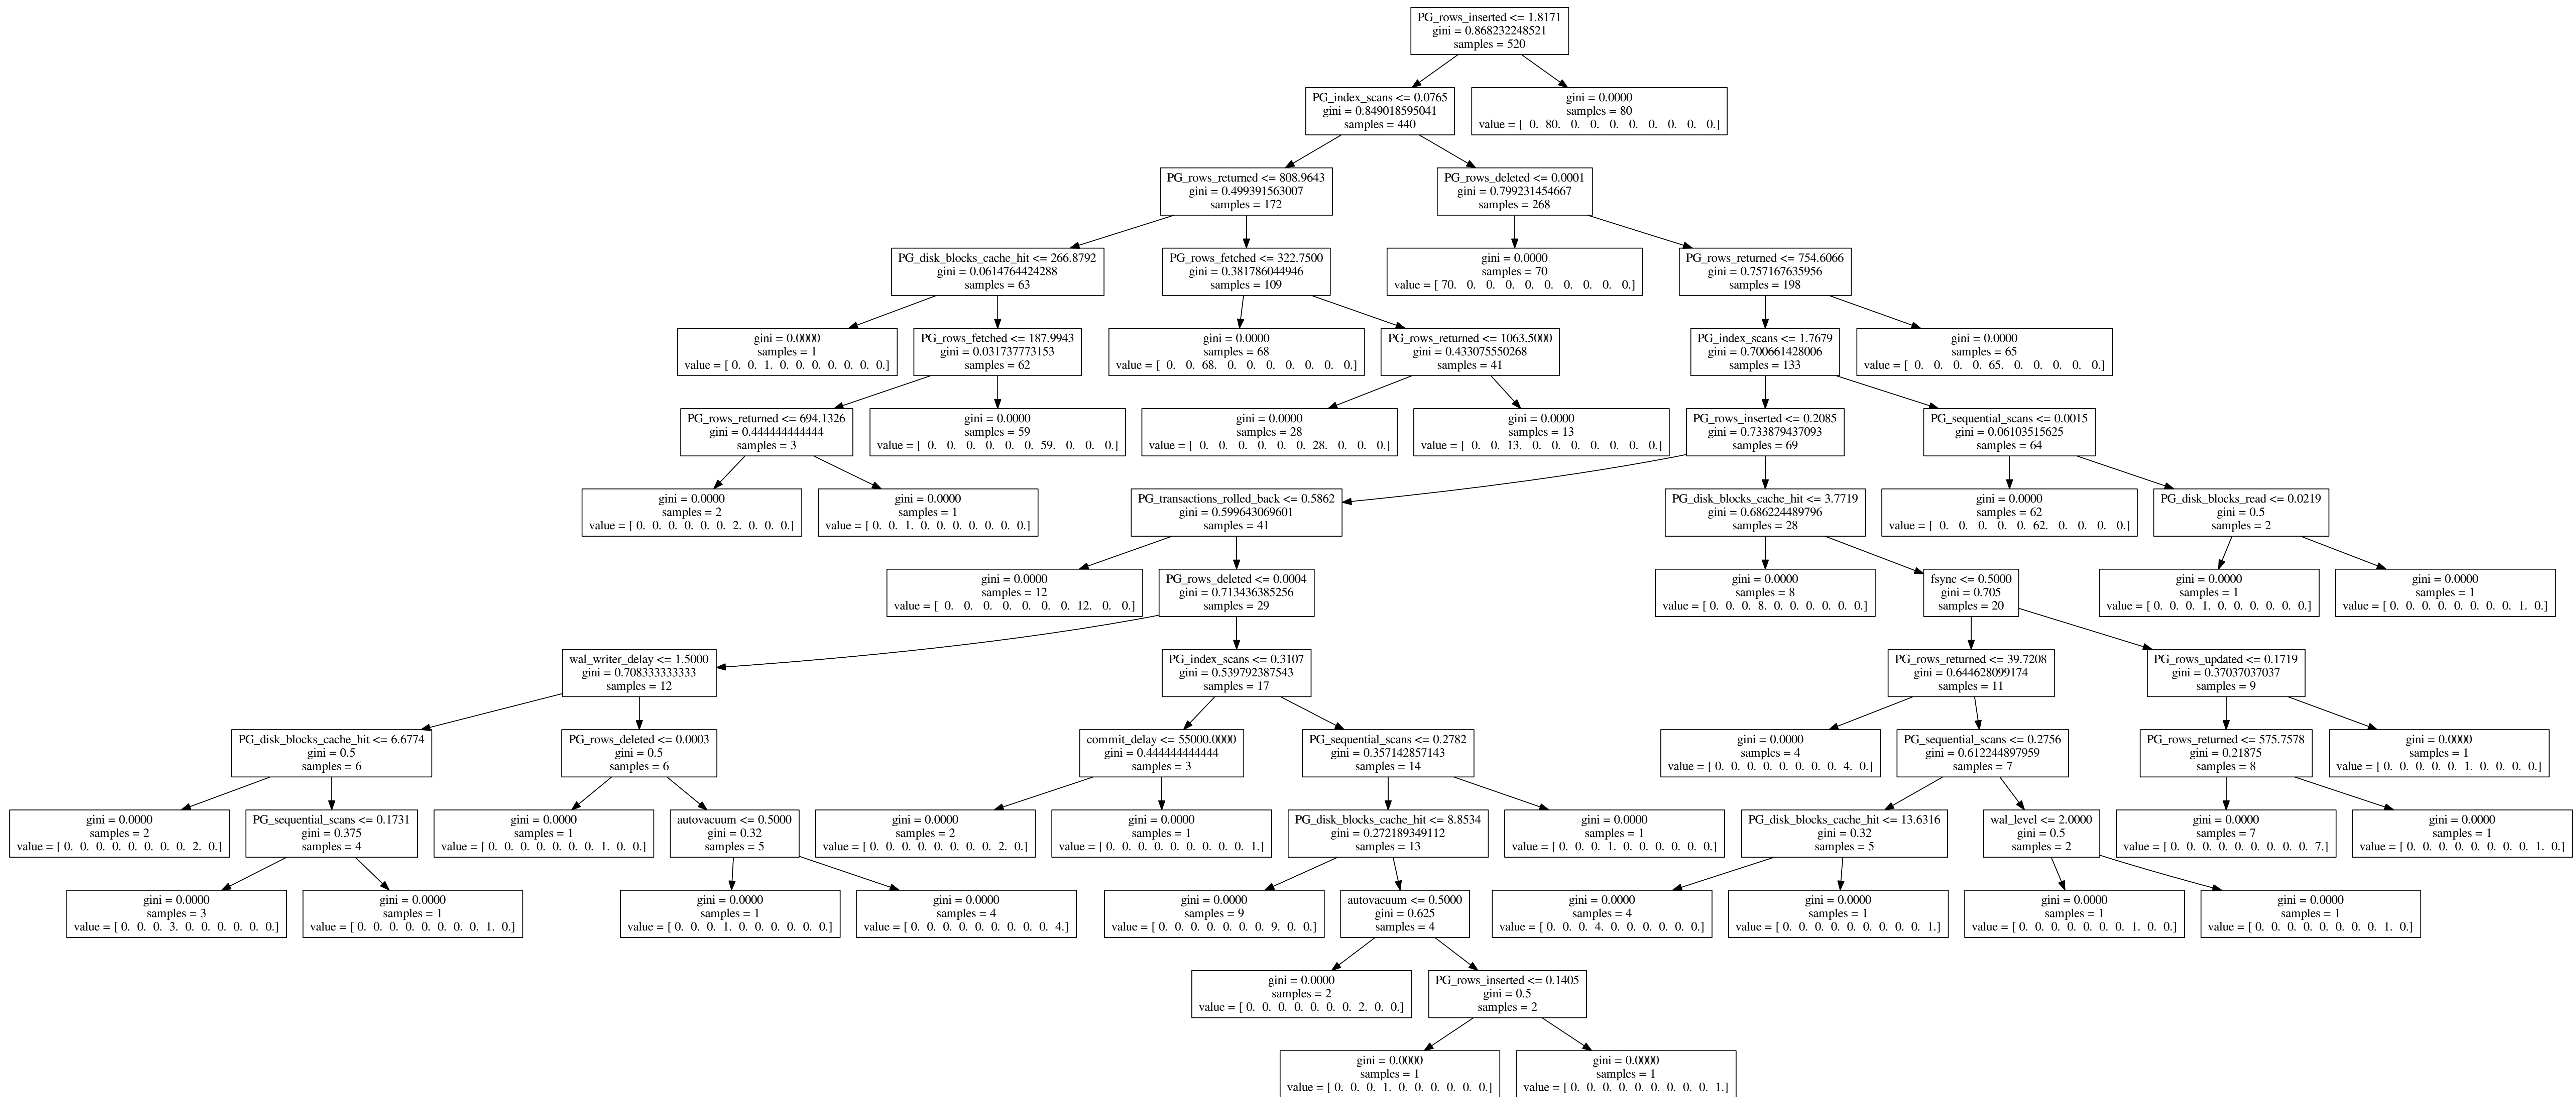 PG_rows_inserted <= 1.8171
gini = 0.868232248521
samples = 520
PG_index_scans <= 0.0765
gini = 0.849018595041
samples = 440
gini = 0.0000
samples = 80
value = [ 0. 80. 0. 0. 0. 0. 0. 0. 0. 0.]
PG_rows_returned <= 808.9643
gini = 0.499391563007
samples = 172
PG_rows_deleted <= 0.0001
gini = 0.799231454667
samples = 268
PG_disk_blocks_cache_hit <= 266.8792
gini = 0.0614764424288
samples = 63
PG_rows_fetched <= 322.7500
gini = 0.381786044946
samples = 109
gini = 0.0000
samples = 70
value = [ 70. 0. 0. 0. 0. 0. 0. 0. 0. 0.]
PG_rows_returned <= 754.6066
gini = 0.757167635956
samples = 198
gini = 0.0000
samples = 1
value = [ 0. 0. 1. 0. 0. 0. 0. 0. 0. 0.]
PG_rows_fetched <= 187.9943
gini = 0.031737773153
samples = 62
gini = 0.0000
samples = 68
value = [ 0. 0. 68. 0. 0. 0. 0. 0. 0. 0.]
PG_rows_returned <= 1063.5000
gini = 0.433075550268
samples = 41
PG_index_scans <= 1.7679
gini = 0.700661428006
samples = 133
gini = 0.0000
samples = 65
value = [ 0. 0. 0. 0. 65. 0. 0. 0. 0. 0.]
PG_rows_returned <= 694.1326
gini = 0.444444444444
samples = 3
gini = 0.0000
samples = 59
value = [ 0. 0. 0. 0. 0. 0. 59. 0. 0. 0.]
gini = 0.0000
samples = 28
value = [ 0. 0. 0. 0. 0. 0. 28. 0. 0. 0.]
gini = 0.0000
samples = 13
value = [ 0. 0. 13. 0. 0. 0. 0. 0. 0. 0.]
PG_rows_inserted <= 0.2085
gini = 0.733879437093
samples = 69
PG_sequential_scans <= 0.0015
gini = 0.06103515625
samples = 64
gini = 0.0000
samples = 2
value = [ 0. 0. 0. 0. 0. 0. 2. 0. 0. 0.]
gini = 0.0000
samples = 1
value = [ 0. 0. 1. 0. 0. 0. 0. 0. 0. 0.]
PG_transactions_rolled_back <= 0.5862
gini = 0.599643069601
samples = 41
PG_disk_blocks_cache_hit <= 3.7719
gini = 0.686224489796
samples = 28
gini = 0.0000
samples = 62
value = [ 0. 0. 0. 0. 0. 62. 0. 0. 0. 0.]
PG_disk_blocks_read <= 0.0219
gini = 0.5
samples = 2
gini = 0.0000
samples = 12
value = [ 0. 0. 0. 0. 0. 0. 0. 12. 0. 0.]
PG_rows_deleted <= 0.0004
gini = 0.713436385256
samples = 29
gini = 0.0000
samples = 8
value = [ 0. 0. 0. 8. 0. 0. 0. 0. 0. 0.]
fsync <= 0.5000
gini = 0.705
samples = 20
gini = 0.0000
samples = 1
value = [ 0. 0. 0. 1. 0. 0. 0. 0. 0. 0.]
gini = 0.0000
samples = 1
value = [ 0. 0. 0. 0. 0. 0. 0. 0. 1. 0.]
wal_writer_delay <= 1.5000
gini = 0.708333333333
samples = 12
PG_index_scans <= 0.3107
gini = 0.539792387543
samples = 17
PG_rows_returned <= 39.7208
gini = 0.644628099174
samples = 11
PG_rows_updated <= 0.1719
gini = 0.37037037037
samples = 9
PG_disk_blocks_cache_hit <= 6.6774
gini = 0.5
samples = 6
PG_rows_deleted <= 0.0003
gini = 0.5
samples = 6
commit_delay <= 55000.0000
gini = 0.444444444444
samples = 3
PG_sequential_scans <= 0.2782
gini = 0.357142857143
samples = 14
gini = 0.0000
samples = 4
value = [ 0. 0. 0. 0. 0. 0. 0. 0. 4. 0.]
PG_sequential_scans <= 0.2756
gini = 0.612244897959
samples = 7
PG_rows_returned <= 575.7578
gini = 0.21875
samples = 8
gini = 0.0000
samples = 1
value = [ 0. 0. 0. 0. 0. 1. 0. 0. 0. 0.]
gini = 0.0000
samples = 2
value = [ 0. 0. 0. 0. 0. 0. 0. 0. 2. 0.]
PG_sequential_scans <= 0.1731
gini = 0.375
samples = 4
gini = 0.0000
samples = 1
value = [ 0. 0. 0. 0. 0. 0. 0. 1. 0. 0.]
autovacuum <= 0.5000
gini = 0.32
samples = 5
gini = 0.0000
samples = 2
value = [ 0. 0. 0. 0. 0. 0. 0. 0. 2. 0.]
gini = 0.0000
samples = 1
value = [ 0. 0. 0. 0. 0. 0. 0. 0. 0. 1.]
PG_disk_blocks_cache_hit <= 8.8534
gini = 0.272189349112
samples = 13
gini = 0.0000
samples = 1
value = [ 0. 0. 0. 1. 0. 0. 0. 0. 0. 0.]
PG_disk_blocks_cache_hit <= 13.6316
gini = 0.32
samples = 5
wal_level <= 2.0000
gini = 0.5
samples = 2
gini = 0.0000
samples = 7
value = [ 0. 0. 0. 0. 0. 0. 0. 0. 0. 7.]
gini = 0.0000
samples = 1
value = [ 0. 0. 0. 0. 0. 0. 0. 0. 1. 0.]
gini = 0.0000
samples = 3
value = [ 0. 0. 0. 3. 0. 0. 0. 0. 0. 0.]
gini = 0.0000
samples = 1
value = [ 0. 0. 0. 0. 0. 0. 0. 0. 1. 0.]
gini = 0.0000
samples = 1
value = [ 0. 0. 0. 1. 0. 0. 0. 0. 0. 0.]
gini = 0.0000
samples = 4
value = [ 0. 0. 0. 0. 0. 0. 0. 0. 0. 4.]
gini = 0.0000
samples = 9
value = [ 0. 0. 0. 0. 0. 0. 0. 9. 0. 0.]
autovacuum <= 0.5000
gini = 0.625
samples = 4
gini = 0.0000
samples = 4
value = [ 0. 0. 0. 4. 0. 0. 0. 0. 0. 0.]
gini = 0.0000
samples = 1
value = [ 0. 0. 0. 0. 0. 0. 0. 0. 0. 1.]
gini = 0.0000
samples = 1
value = [ 0. 0. 0. 0. 0. 0. 0. 1. 0. 0.]
gini = 0.0000
samples = 1
value = [ 0. 0. 0. 0. 0. 0. 0. 0. 1. 0.]
gini = 0.0000
samples = 2
value = [ 0. 0. 0. 0. 0. 0. 0. 2. 0. 0.]
PG_rows_inserted <= 0.1405
gini = 0.5
samples = 2
gini = 0.0000
samples = 1
value = [ 0. 0. 0. 1. 0. 0. 0. 0. 0. 0.]
gini = 0.0000
samples = 1
value = [ 0. 0. 0. 0. 0. 0. 0. 0. 0. 1.]